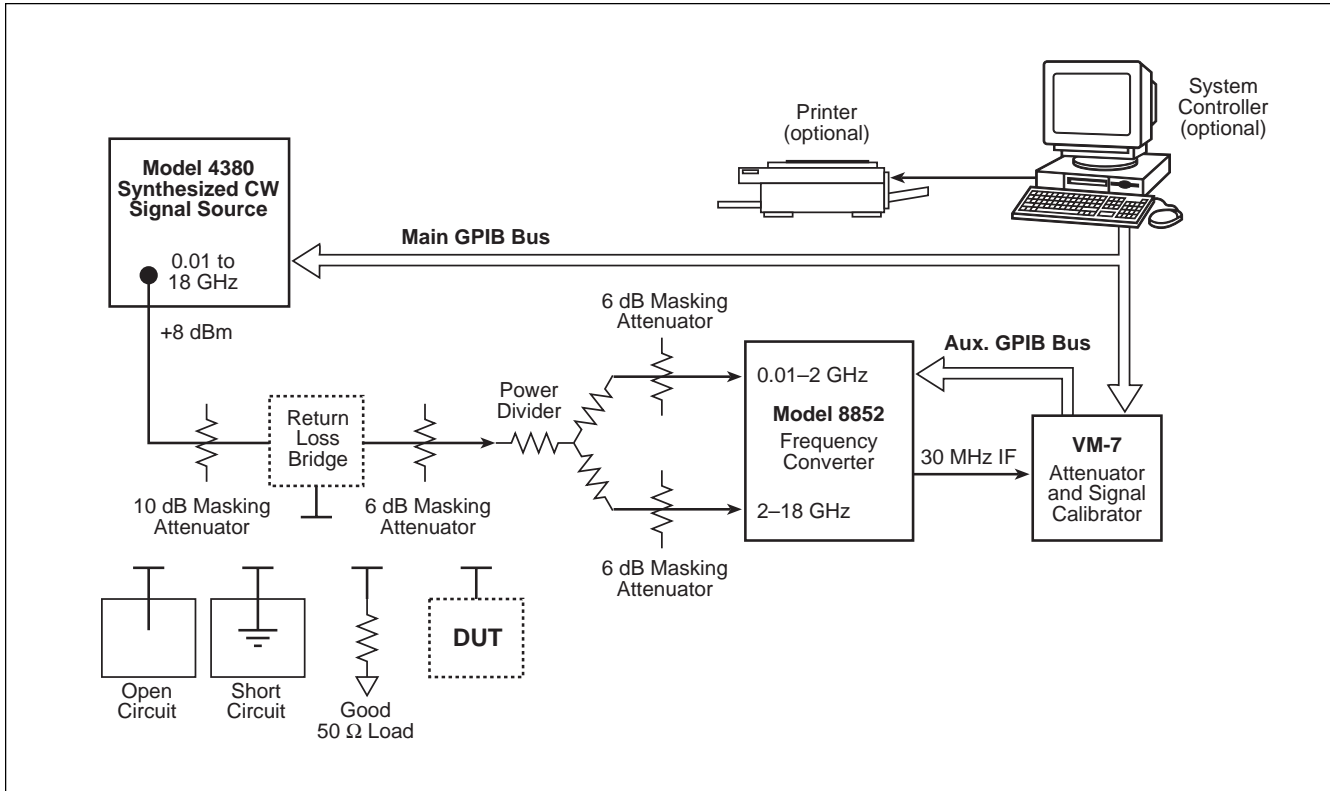 System
Controller
(optional)
Printer
(optional)
Model 4380
Synthesized CW
Signal Source
0.01 to
18 GHz
Main GPIB Bus
+8 dBm
6 dB Masking
Attenuator
Aux. GPIB Bus
Power
Divider
0.01–2 GHz
Model 8852
Frequency
Converter
2–18 GHz
30 MHz IF
VM-7
Attenuator
and Signal
Calibrator
Return
Loss
Bridge
10 dB Masking
Attenuator
6 dB Masking
Attenuator
6 dB Masking
Attenuator
DUT
Open
Circuit
Short
Circuit
Good
50 Ω Load